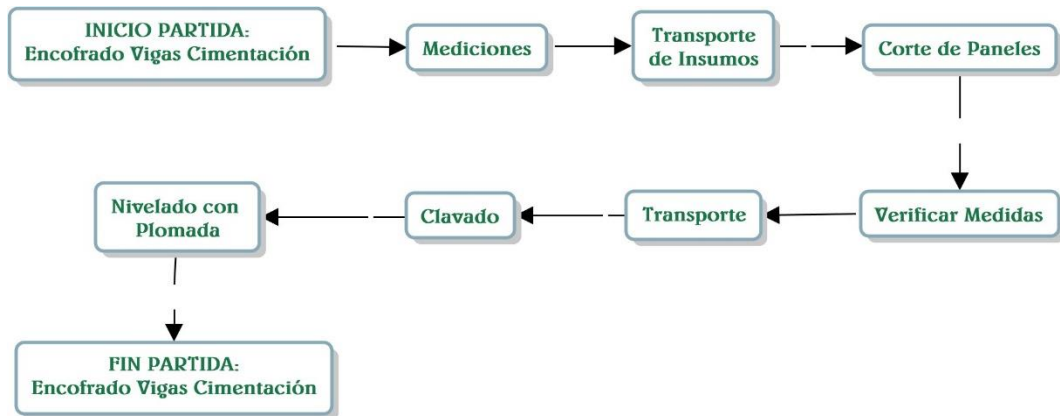 INICIO PARTIDA:
Encofrado Vigas Cimentación
Mediciones
Transporte
de Insumos
Corte de Paneles
Verificar Medidas
Transporte
Clavado
Nivelado con
Plomada
FIN PARTIDA:
Encofrado Vigas Cimentación